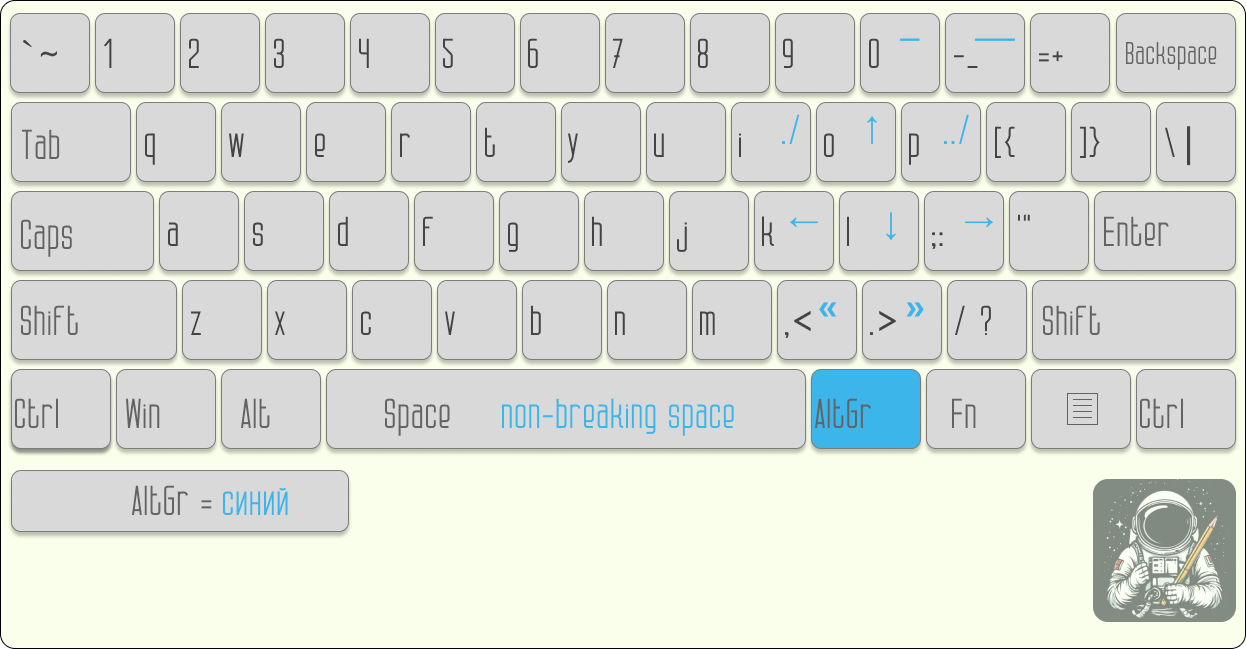 ` ~ 1 2 3 4 5 6 7 8 9 0 – -_ — =+ Backspace
Tab q w e r t y u i ./ o ↑ p ../ [{ ]} \ |
Caps a s d f g h j k ← l ↓ ;: → '" Enter
Shift z x c v b n m ,< « .> » / ? Shift
Ctrl Win Alt Space non-breaking space AltGr Fn Ctrl
AltGr = синий